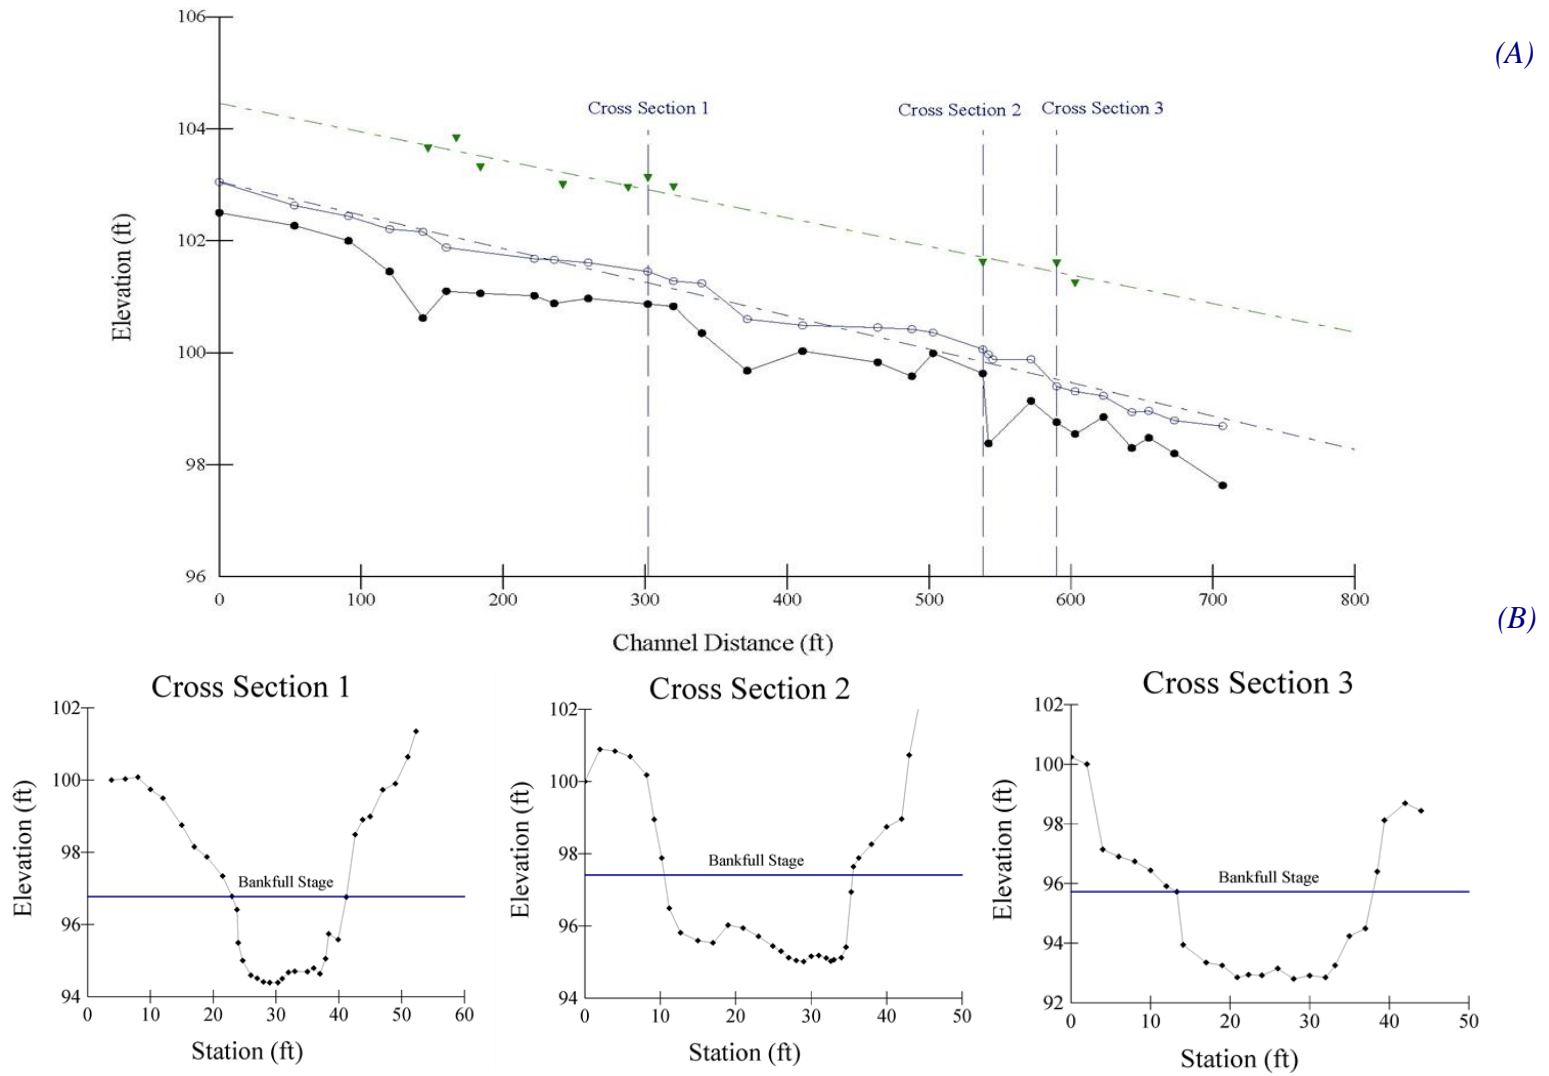 (A)
106
104
102
100
98
96
Elevation (ft)
Cross Section 1
Cross Section 2
Cross Section 3
0 100 200 300 400 500 600 700 800
Channel Distance (ft)
(B)
Cross Section 1
102
100
98
96
94
Elevation (ft)
Bankfull Stage
0 10 20 30 40 50 60
Station (ft)
Cross Section 2
102
100
98
96
94
Elevation (ft)
Bankfull Stage
0 10 20 30 40 50
Station (ft)
Cross Section 3
102
100
98
96
94
92
Elevation (ft)
Bankfull Stage
0 10 20 30 40 50
Station (ft)